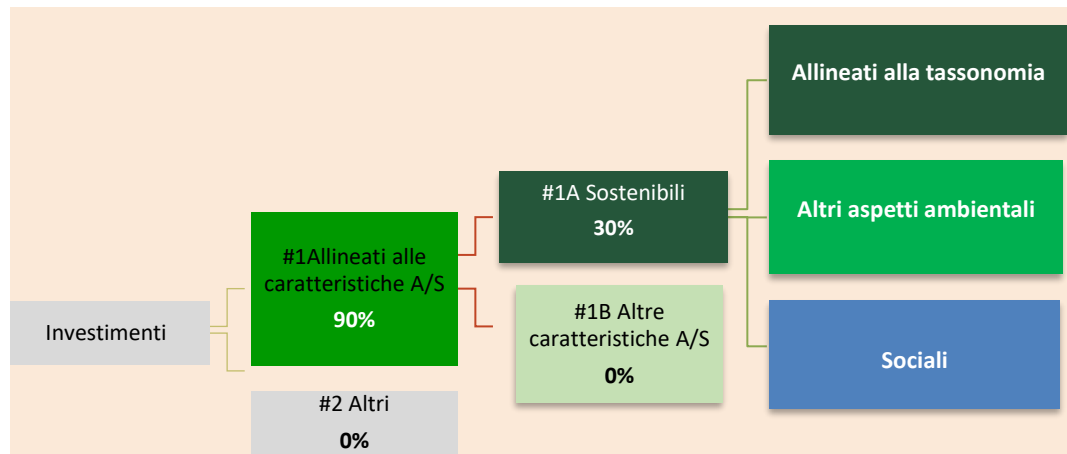 Investimenti
#1Allineati alle
caratteristiche A/S
90%
#2 Altri
0%
#1A Sostenibili
30%
#1B Altre
caratteristiche A/S
0%
Allineati alla tassonomia
Altri aspetti ambientali
Sociali